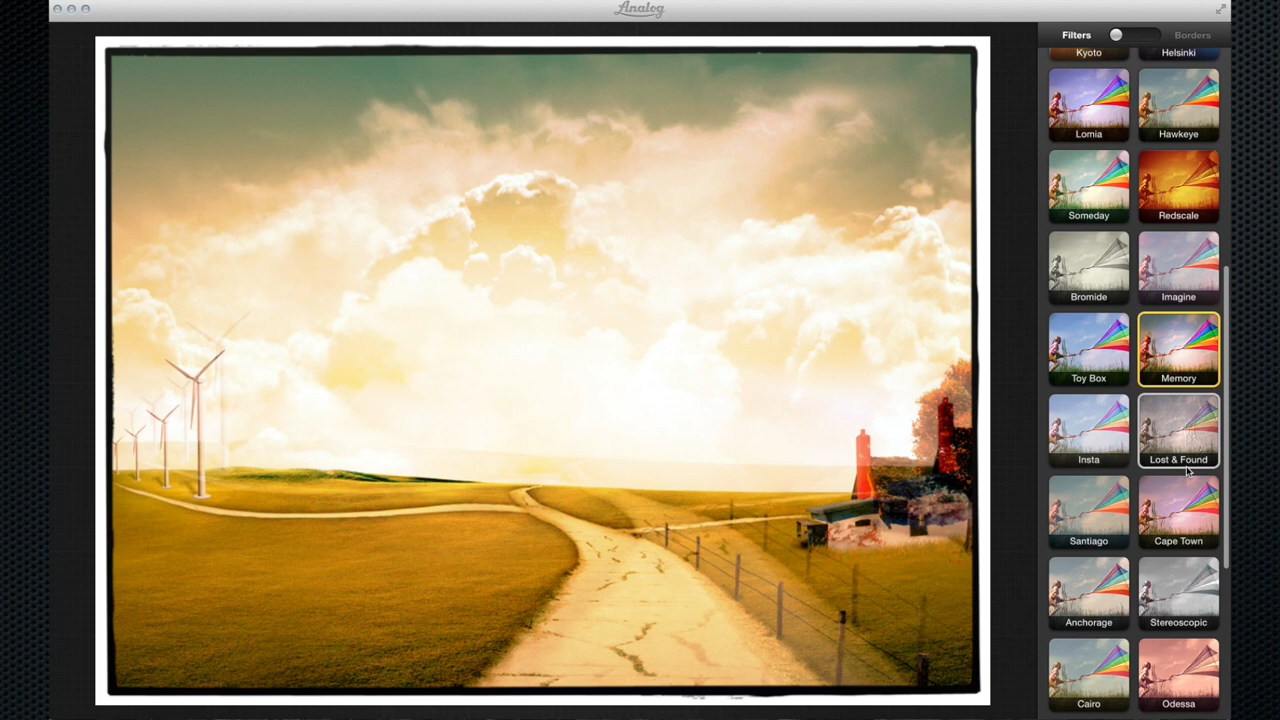 Analog
Filters Borders
Kyoto Helsinki
Lomia Hawkeye
Someday Redscale
Bromide Imagine
Toy Box Memory
Insta Lost & Found
Santiago Cape Town
Anchorage Stereoscopic
Cairo Odessa